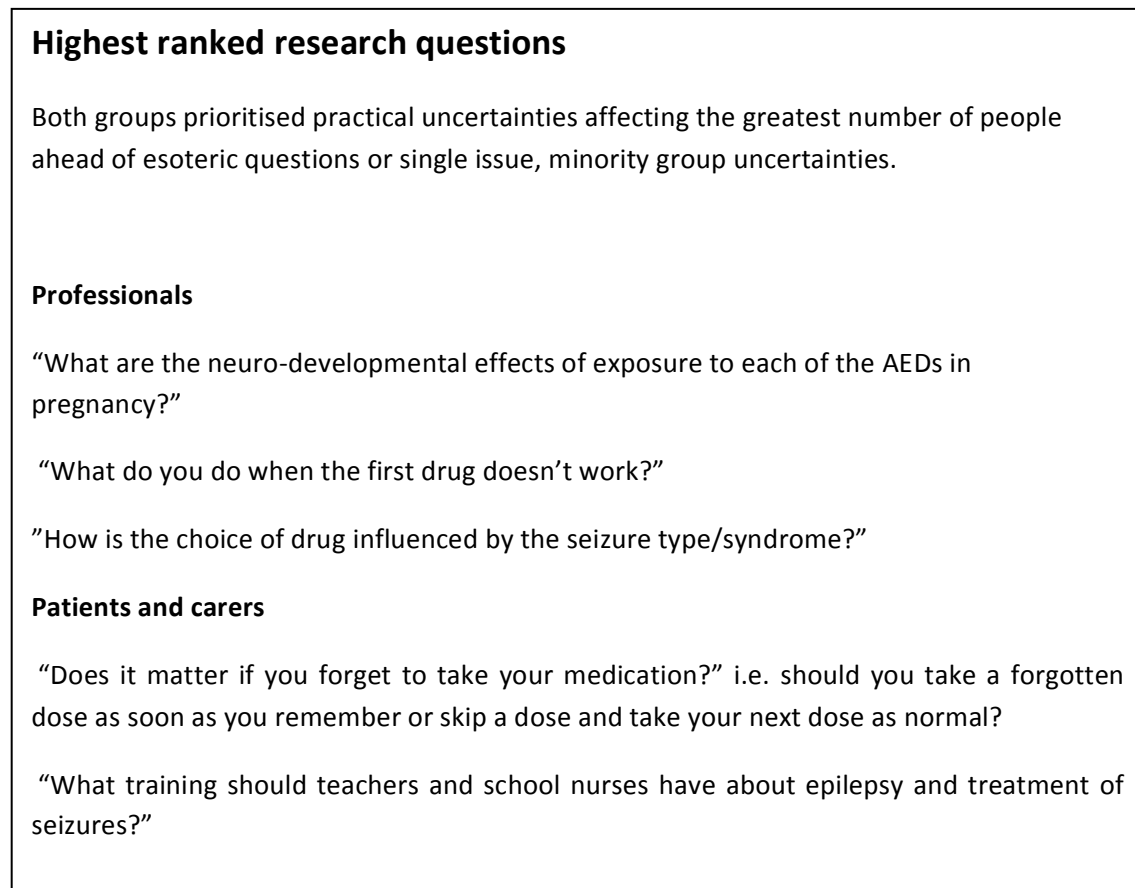 Highest ranked research questions
Both groups prioritised practical uncertainties affecting the greatest number of people
ahead of esoteric questions or single issue, minority group uncertainties.
Professionals
“What are the neuro-developmental effects of exposure to each of the AEDs in
pregnancy?”
“What do you do when the first drug doesn’t work?”
”How is the choice of drug influenced by the seizure type/syndrome?”
Patients and carers
“Does it matter if you forget to take your medication?” i.e. should you take a forgotten
dose as soon as you remember or skip a dose and take your next dose as normal?
“What training should teachers and school nurses have about epilepsy and treatment of
seizures?”